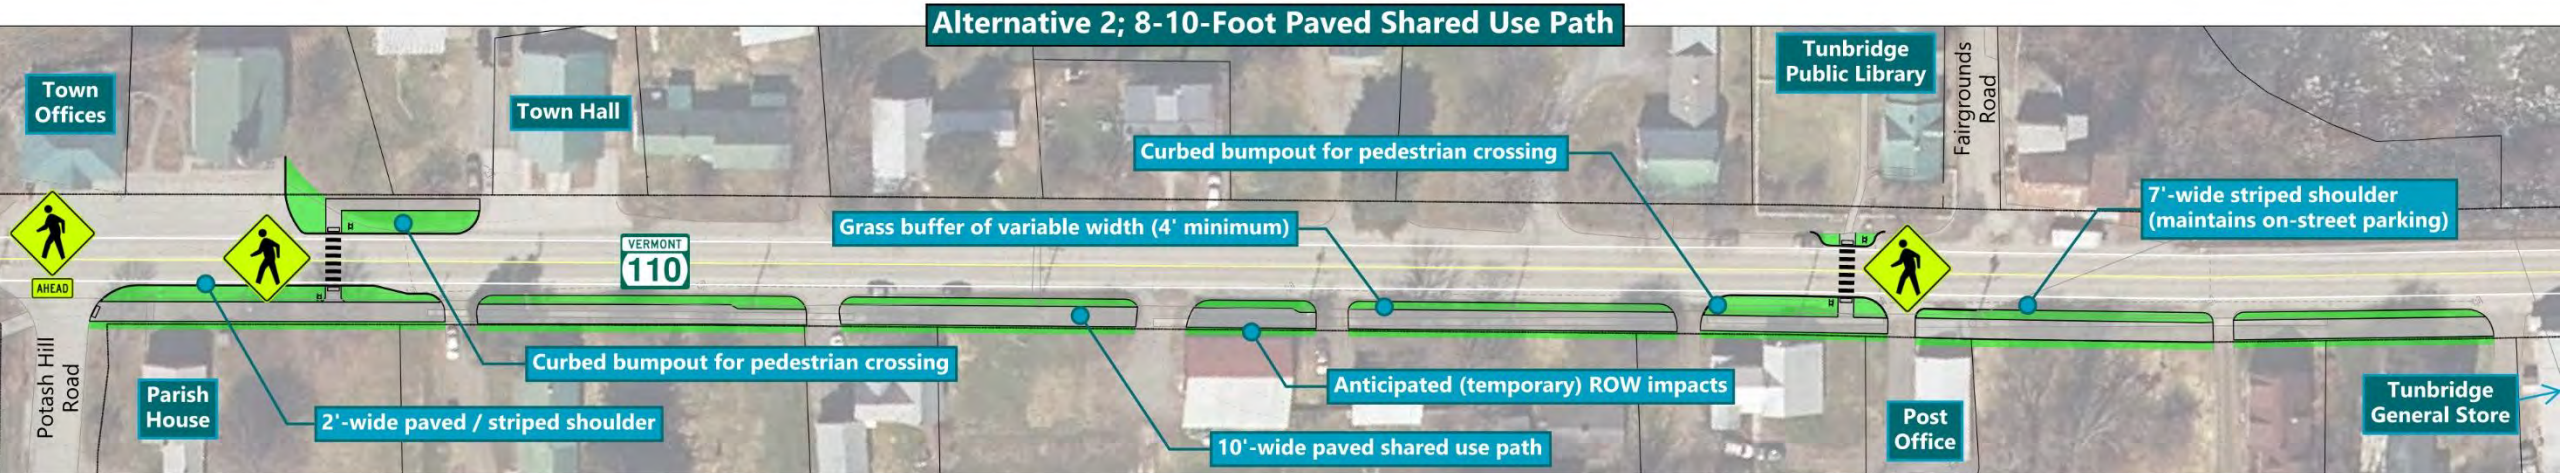 Alternative 2; 8-10-Foot Paved Shared Use Path
Town
Offices
Town Hall
Tunbridge
Public Library
Fairgrounds
Road
Curbed bumpout for pedestrian crossing
7'-wide striped shoulder
(maintains on-street parking)
Grass buffer of variable width (4' minimum)
VERMONT
110
AHEAD
Potash Hill
Road
Parish
House
Curbed bumpout for pedestrian crossing
2'-wide paved / striped shoulder
Anticipated (temporary) ROW impacts
10'-wide paved shared use path
Post
Office
Tunbridge
General Store